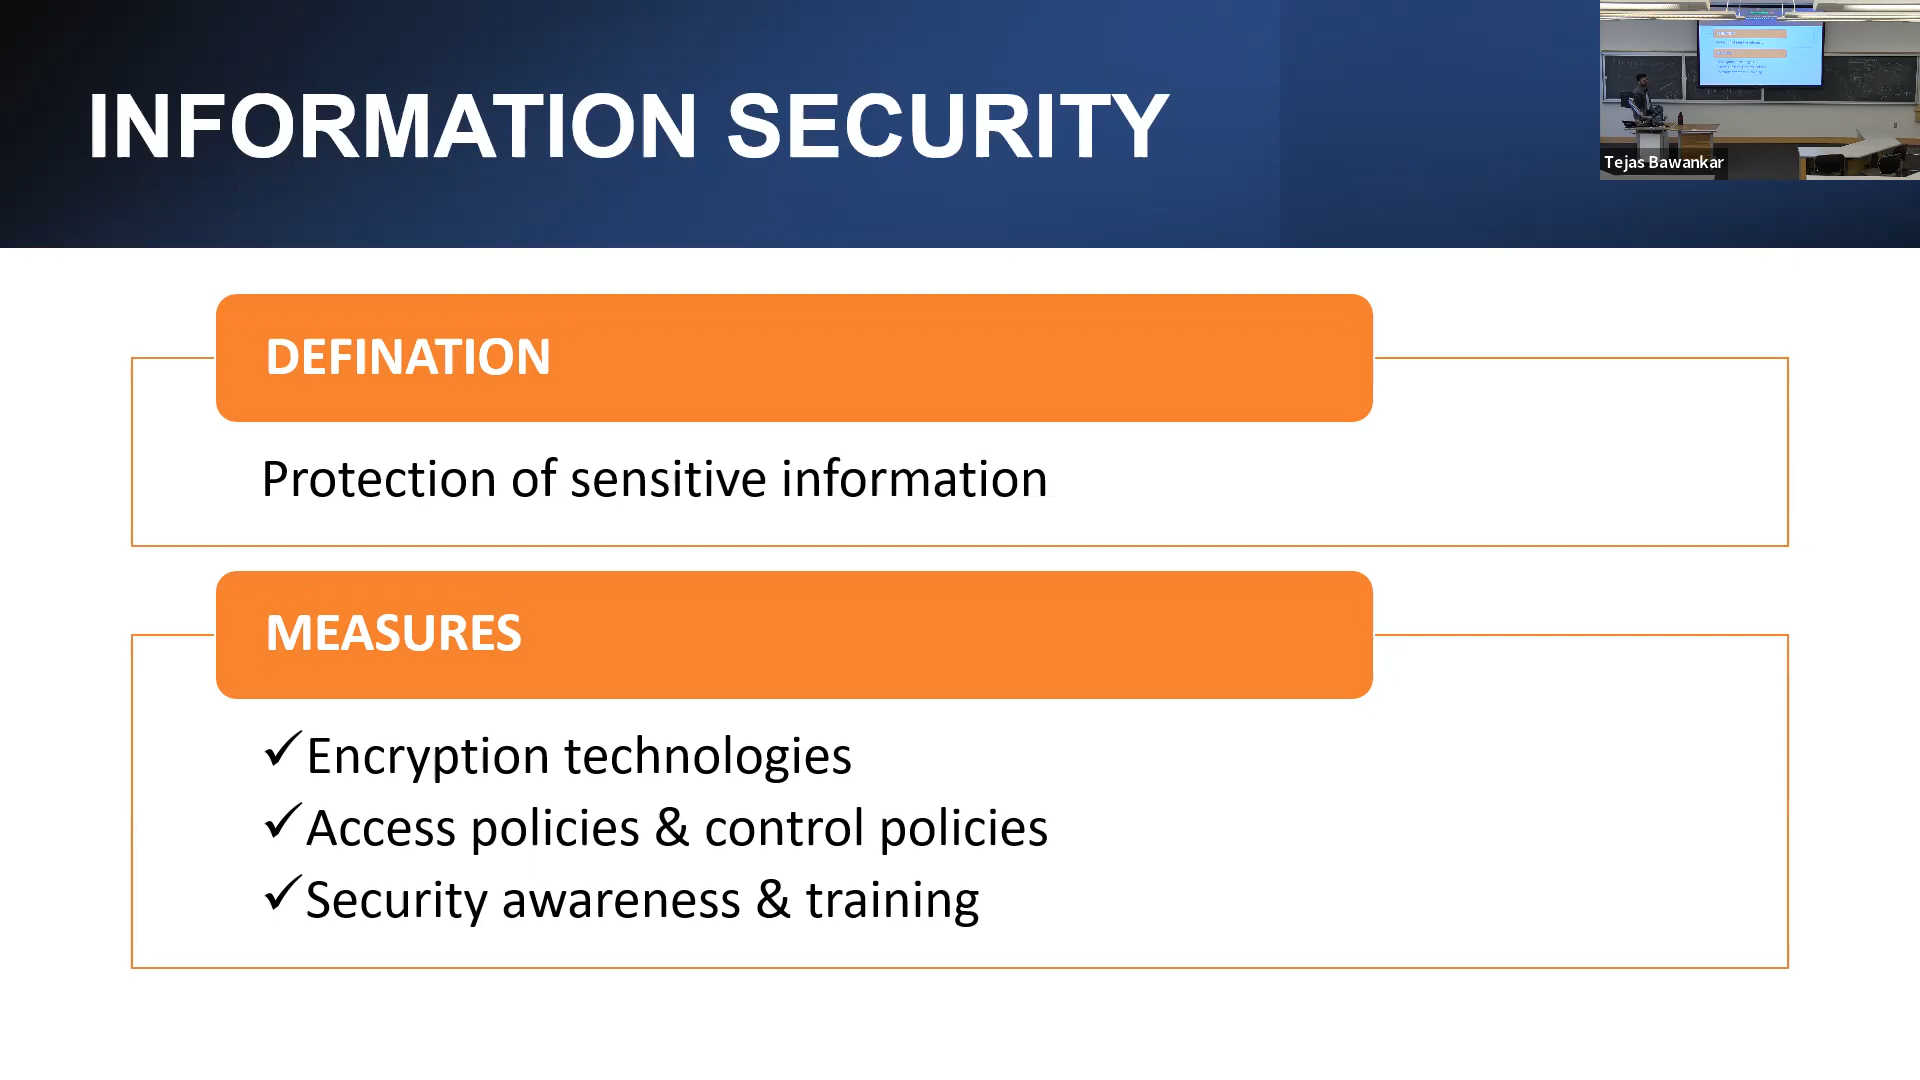 INFORMATION SECURITY
Tejas Bawankar
DEFINATION
Protection of sensitive information
MEASURES
✓Encryption technologies
✓Access policies & control policies
✓Security awareness & training